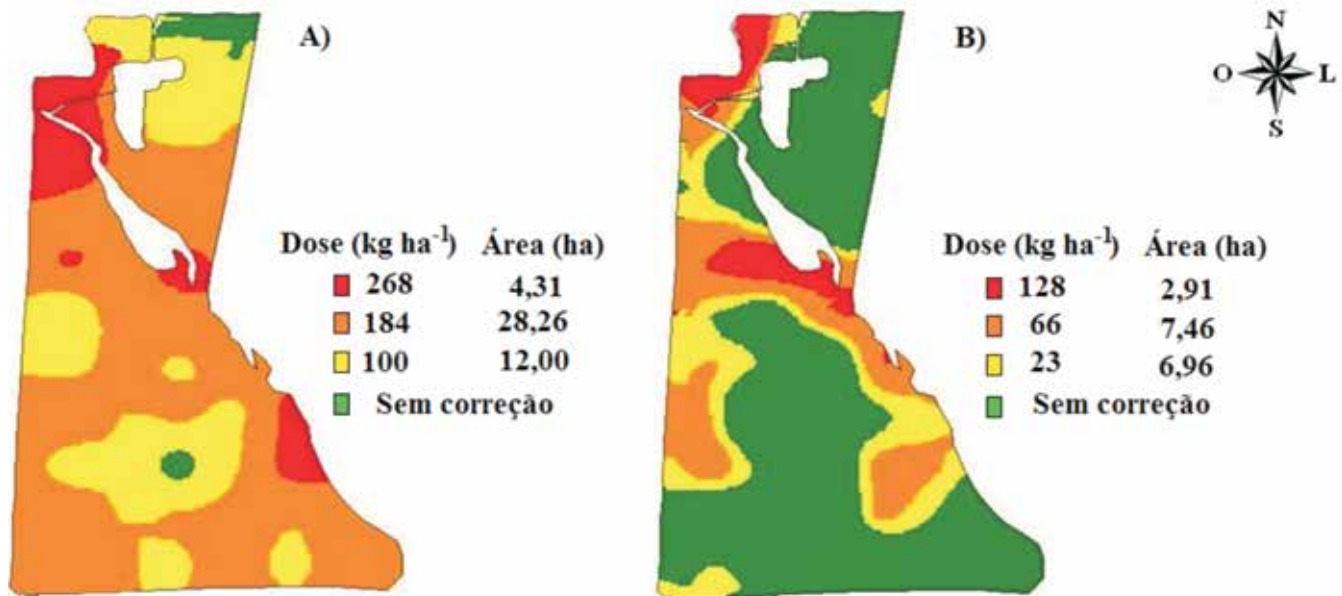 A)
Dose (kg ha⁻¹) Área (ha)
268 4,31
184 28,26
100 12,00
Sem correção
B)
Dose (kg ha⁻¹) Área (ha)
128 2,91
66 7,46
23 6,96
Sem correção
N
O L
S